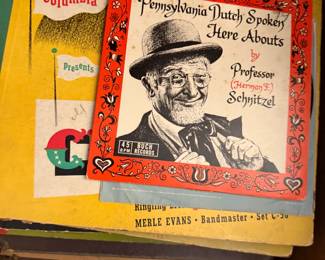 Columbia
Presents
Pennsylvania Dutch Spoken
Here Abouts
by
Professor
(Herman F.)
Schnitzel
45
RPM
BUCH
RECORDS
Ringling
MERLE EVANS • Bandmaster • Set C-